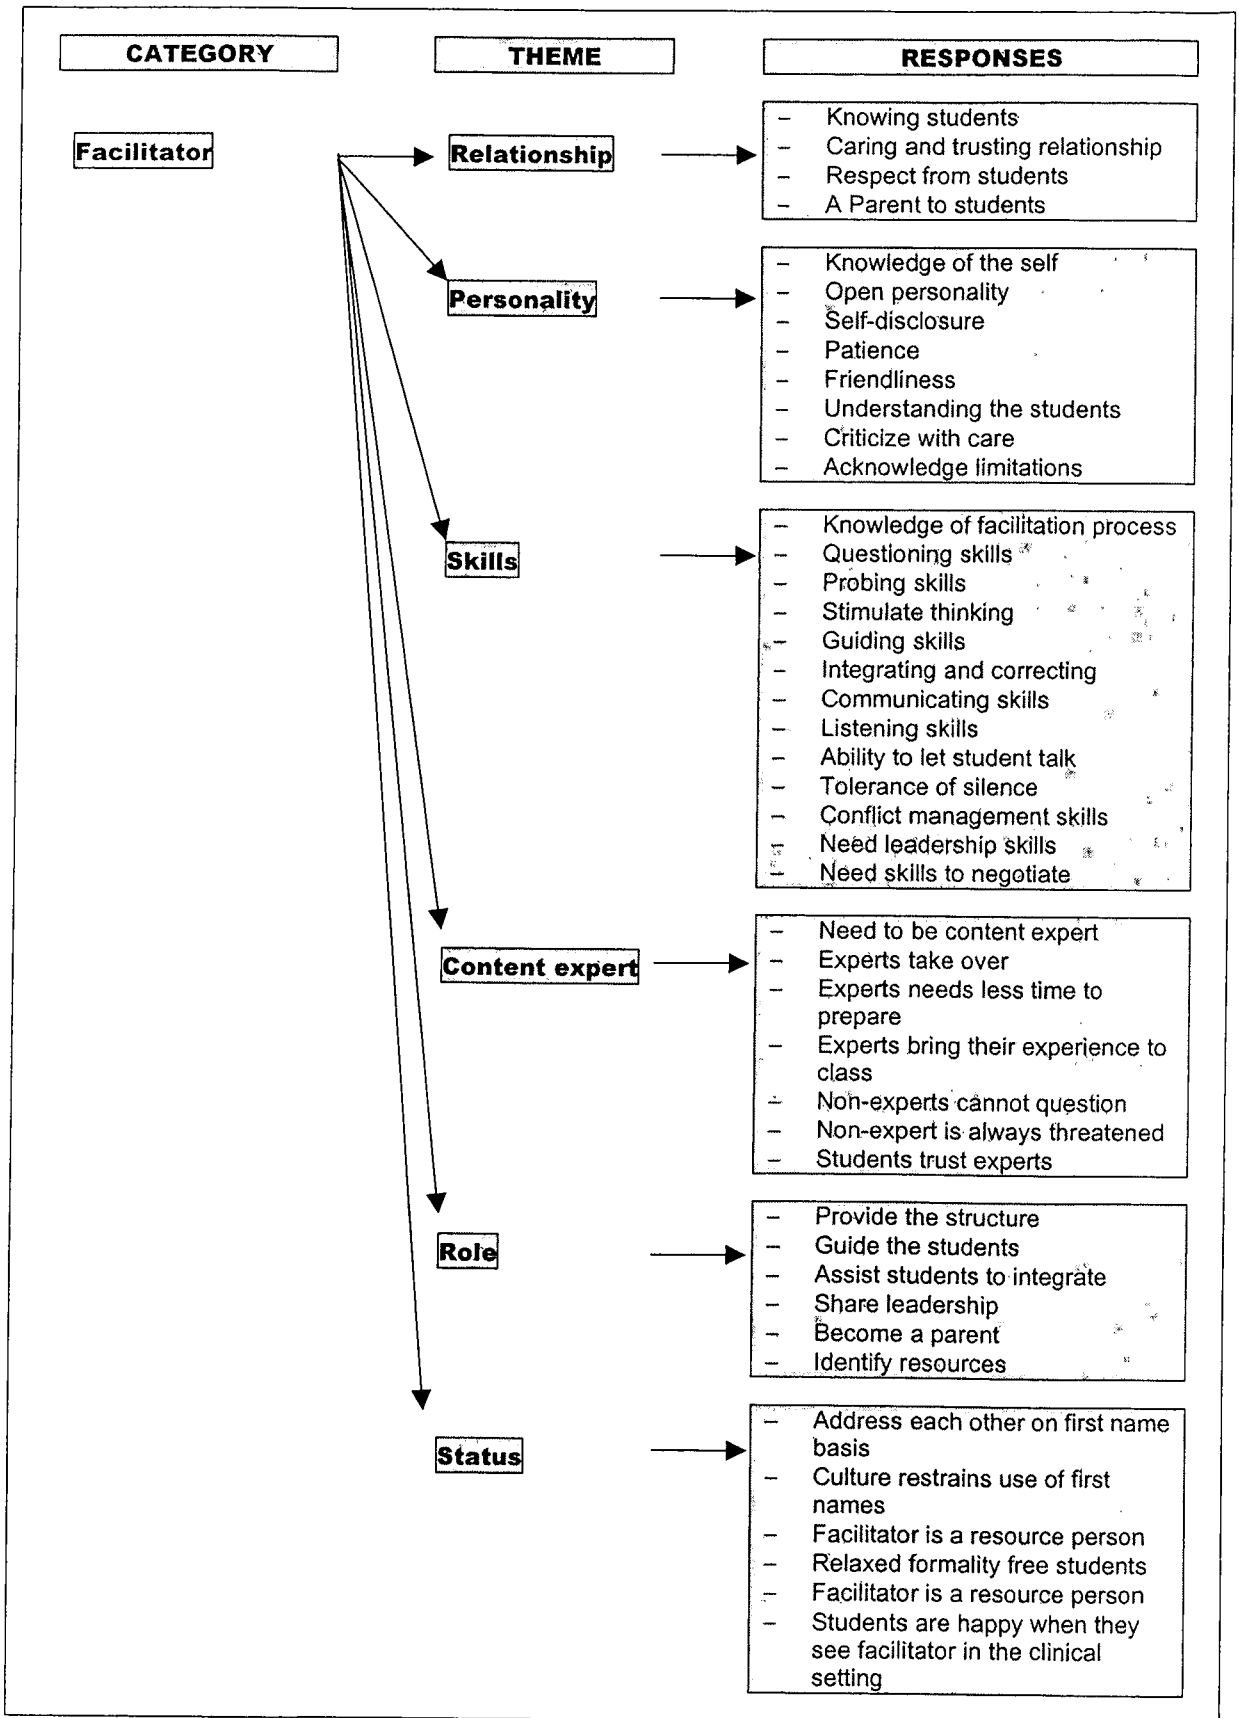 CATEGORY
THEME
RESPONSES
Facilitator
Relationship
– Knowing students
– Caring and trusting relationship
– Respect from students
– A Parent to students
Personality
– Knowledge of the self
– Open personality
– Self-disclosure
– Patience
– Friendliness
– Understanding the students
– Criticize with care
– Acknowledge limitations
Skills
– Knowledge of facilitation process
– Questioning skills
– Probing skills
– Stimulate thinking
– Guiding skills
– Integrating and correcting
– Communicating skills
– Listening skills
– Ability to let student talk
– Tolerance of silence
– Conflict management skills
– Need leadership skills
– Need skills to negotiate
Content expert
– Need to be content expert
– Experts take over
– Experts needs less time to
prepare
– Experts bring their experience to
class
– Non-experts cannot question
– Non-expert is always threatened
– Students trust experts
Role
– Provide the structure
– Guide the students
– Assist students to integrate
– Share leadership
– Become a parent
– Identify resources
Status
– Address each other on first name
basis
– Culture restrains use of first
names
– Facilitator is a resource person
– Relaxed formality free students
– Facilitator is a resource person
– Students are happy when they
see facilitator in the clinical
setting